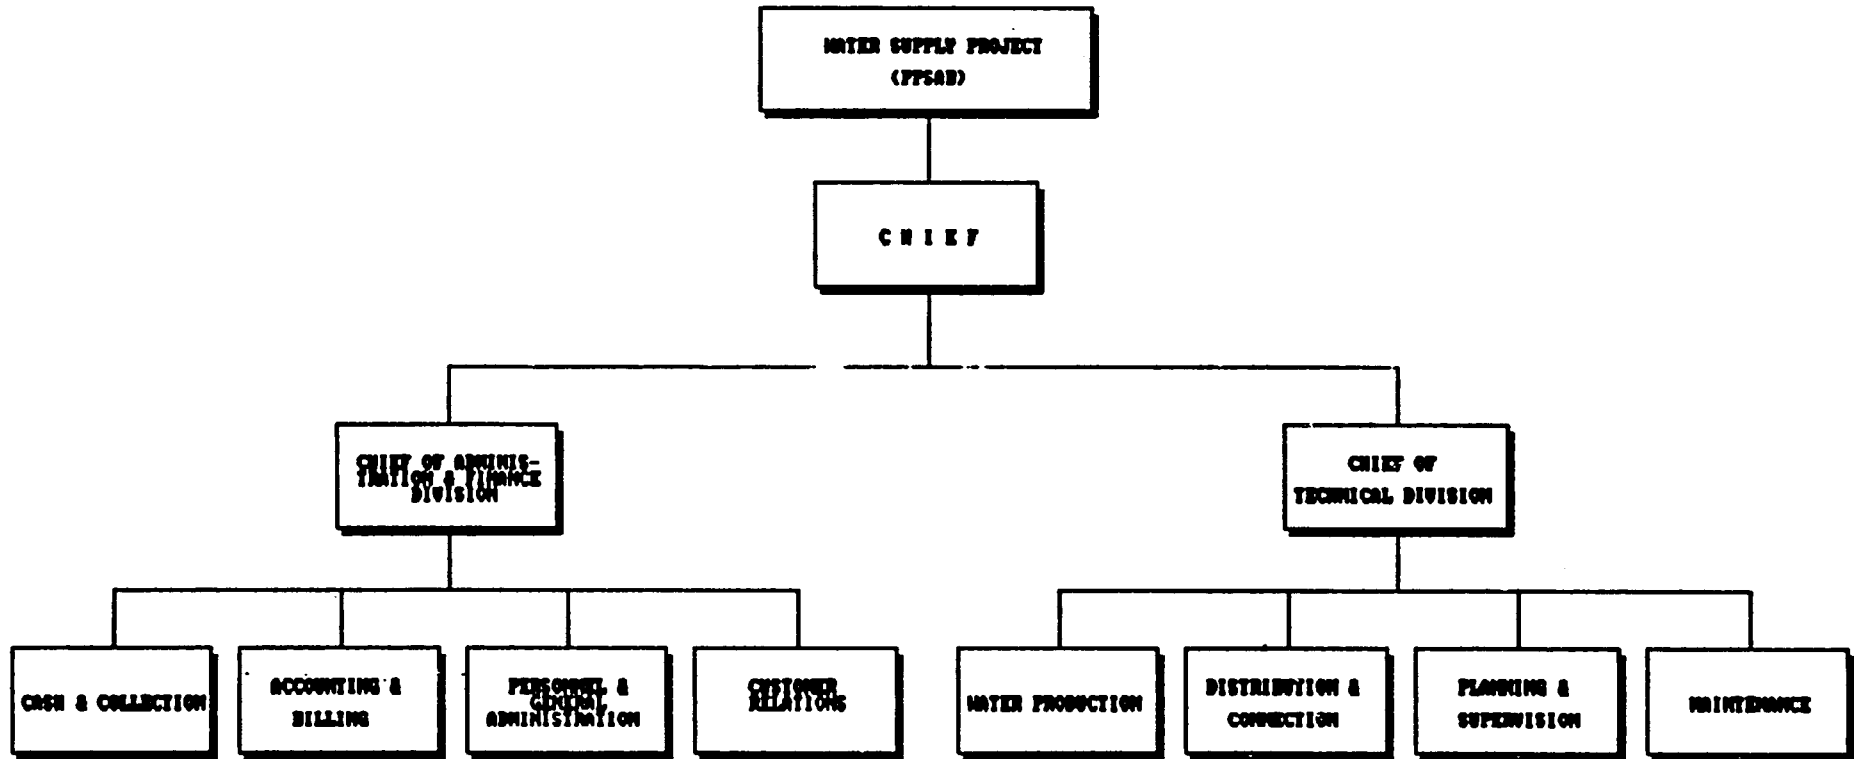 WATER SUPPLY PROJECT
(PPSAB)
C H I E F
CHIEF OF ADMINIS-
TRATION & FINANCE
DIVISION
CHIEF OF
TECHNICAL DIVISION
CASH & COLLECTION
ACCOUNTING &
BILLING
PERSONNEL &
GENERAL
ADMINISTRATION
CUSTOMER
RELATIONS
WATER PRODUCTION
DISTRIBUTION &
CONNECTION
PLANNING &
SUPERVISION
MAINTENANCE